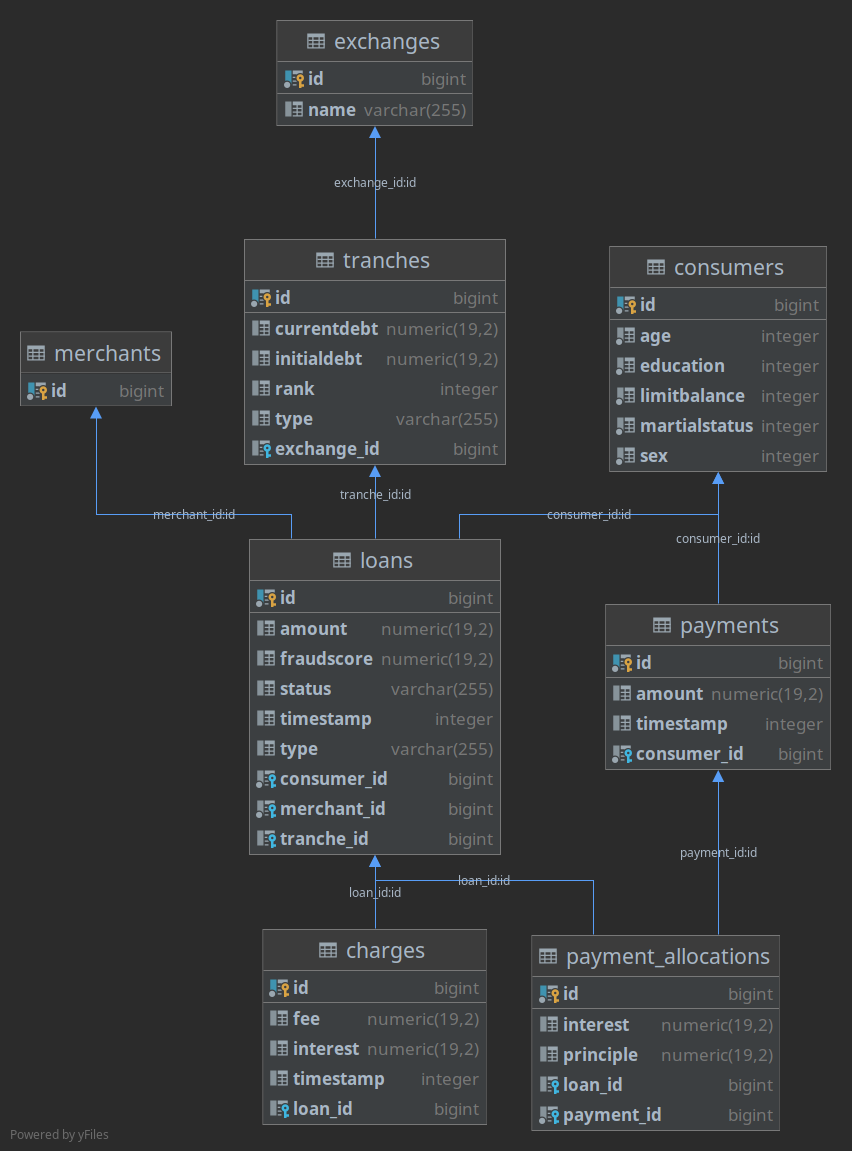 exchanges
id bigint
name varchar(255)
exchange_id:id
tranches
id bigint
currentdebt numeric(19,2)
initialdebt numeric(19,2)
rank integer
type varchar(255)
exchange_id bigint
consumers
id bigint
age integer
education integer
limitbalance integer
martialstatus integer
sex integer
merchants
id bigint
tranche_id:id
merchant_id:id
consumer_id:id
consumer_id:id
loans
id bigint
amount numeric(19,2)
fraudscore numeric(19,2)
status varchar(255)
timestamp integer
type varchar(255)
consumer_id bigint
merchant_id bigint
tranche_id bigint
payments
id bigint
amount numeric(19,2)
timestamp integer
consumer_id bigint
payment_id:id
loan_id:id
loan_id:id
charges
id bigint
fee numeric(19,2)
interest numeric(19,2)
timestamp integer
loan_id bigint
payment_allocations
id bigint
interest numeric(19,2)
principle numeric(19,2)
loan_id bigint
payment_id bigint
Powered by yFiles